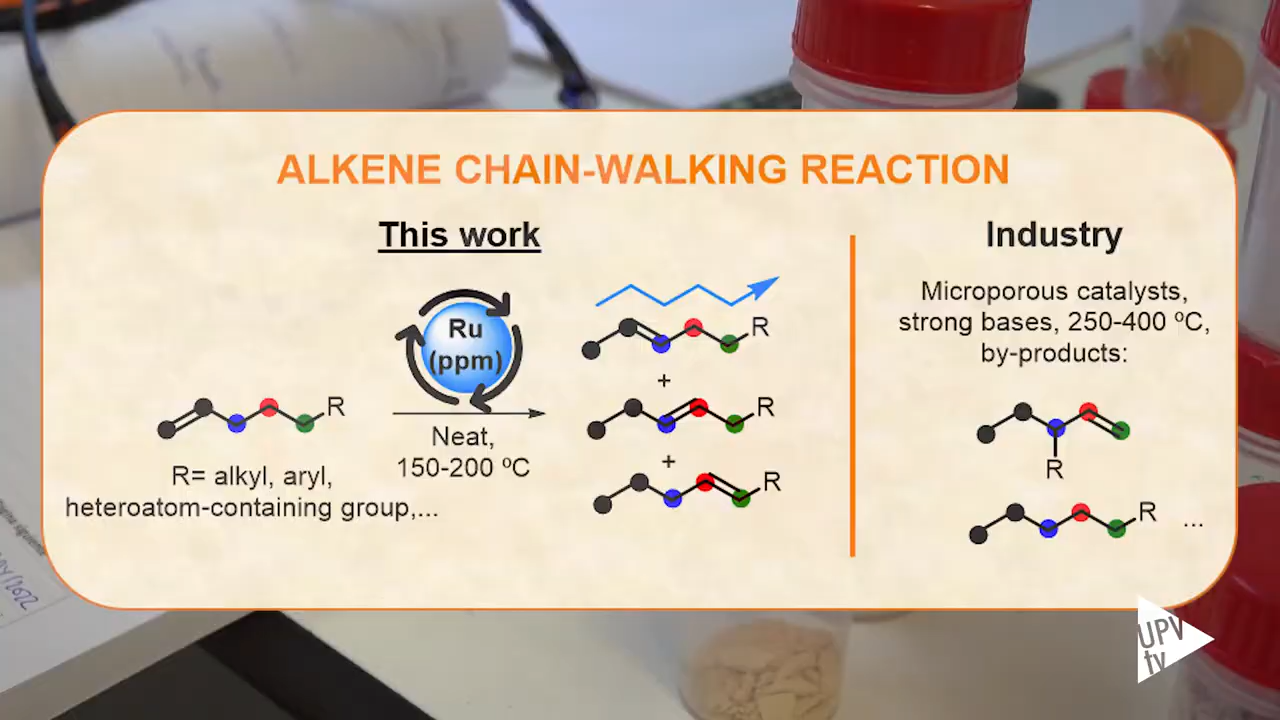 ALKENE CHAIN-WALKING REACTION
This work
Ru
(ppm)
R
Neat,
150-200 ºC
R= alkyl, aryl,
heteroatom-containing group,...
R
+
R
+
R
Industry
Microporous catalysts,
strong bases, 250-400 ºC,
by-products:
R
R
...
UPV
tv